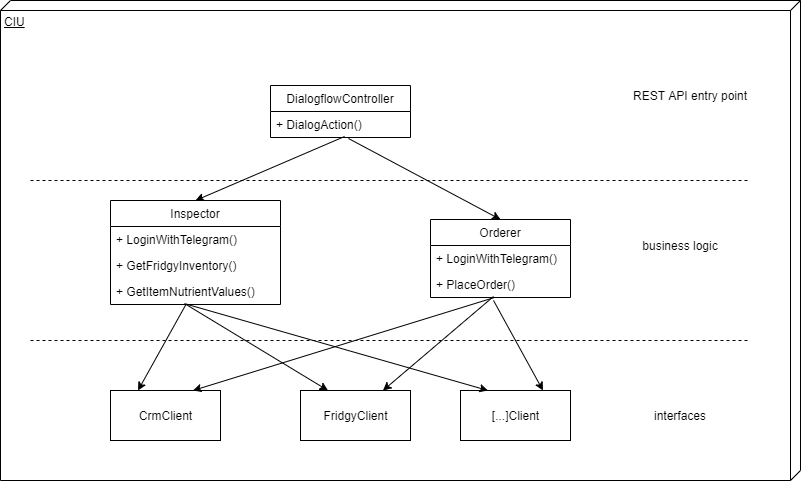 CIU
DialogflowController
REST API entry point
+ DialogAction()
Inspector
+ LoginWithTelegram()
+ GetFridgyInventory()
+ GetItemNutrientValues()
Orderer
+ LoginWithTelegram()
+ PlaceOrder()
business logic
CrmClient
FridgyClient
[...]Client
interfaces